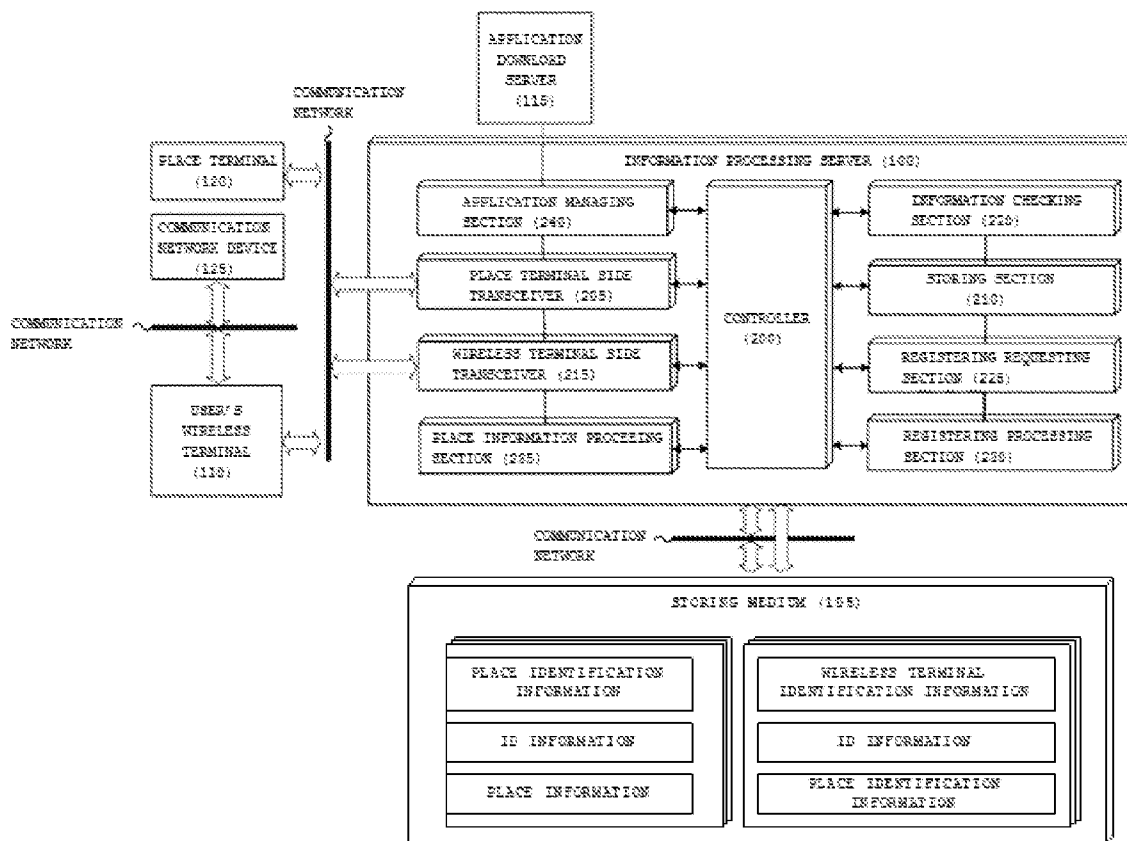 APPLICATION
DOWNLOAD
SERVER
(115)
COMMUNICATION
NETWORK
PLACE TERMINAL
(120)
COMMUNICATION
NETWORK DEVICE
(125)
COMMUNICATION
NETWORK
USER'S
WIRELESS
TERMINAL
(110)
INFORMATION PROCESSING SERVER (100)
APPLICATION MANAGING
SECTION (240)
PLACE TERMINAL SIDE
TRANSCEIVER (205)
WIRELESS TERMINAL SIDE
TRANSCEIVER (215)
PLACE INFORMATION PROCEEING
SECTION (235)
CONTROLLER
(200)
INFORMATION CHECKING
SECTION (220)
STORING SECTION
(210)
REGISTERING REQUESTING
SECTION (225)
REGISTERING PROCESSING
SECTION (230)
COMMUNICATION
NETWORK
STORING MEDIUM (105)
PLACE IDENTIFICATION
INFORMATION
ID INFORMATION
PLACE INFORMATION
WIRELESS TERMINAL
IDENTIFICATION INFORMATION
ID INFORMATION
PLACE IDENTIFICATION
INFORMATION